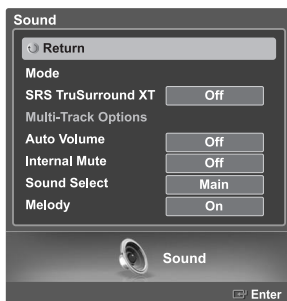 Sound
Return
Mode
SRS TruSurround XT Off
Multi-Track Options
Auto Volume Off
Internal Mute Off
Sound Select Main
Melody On
Sound
Enter